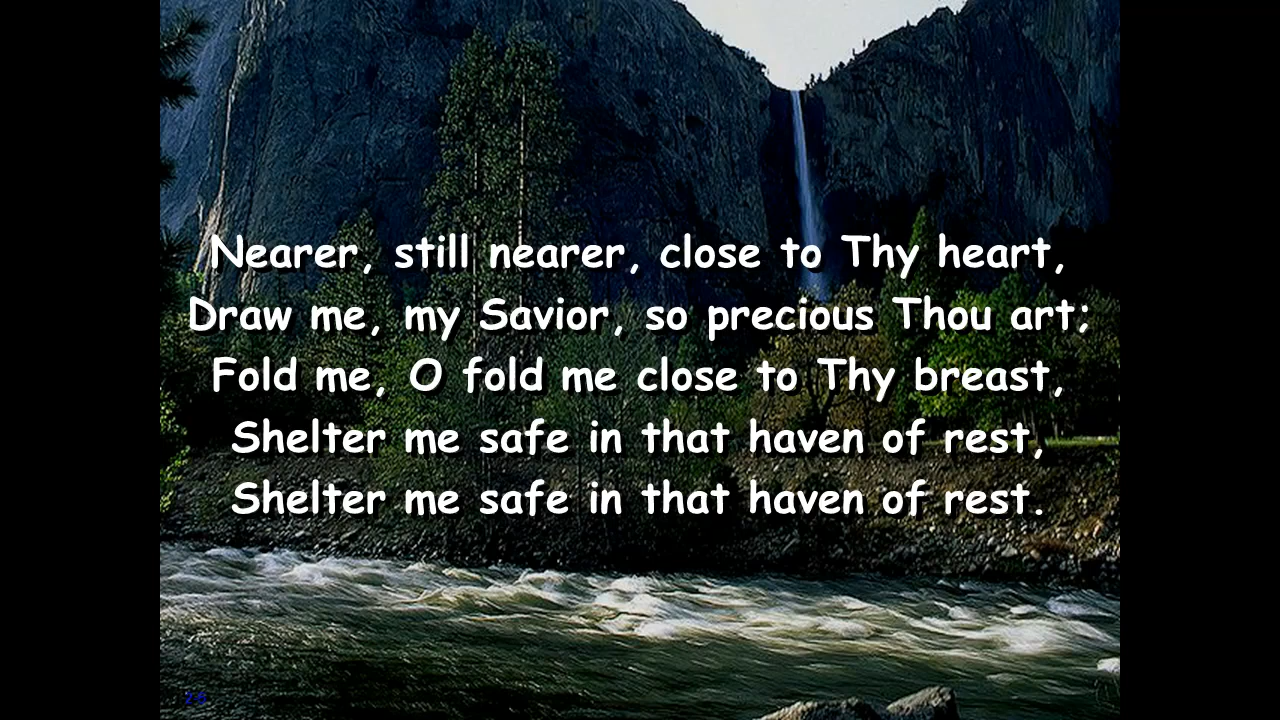 Nearer, still nearer, close to Thy heart,
Draw me, my Savior, so precious Thou art;
Fold me, O fold me close to Thy breast,
Shelter me safe in that haven of rest,
Shelter me safe in that haven of rest.
26